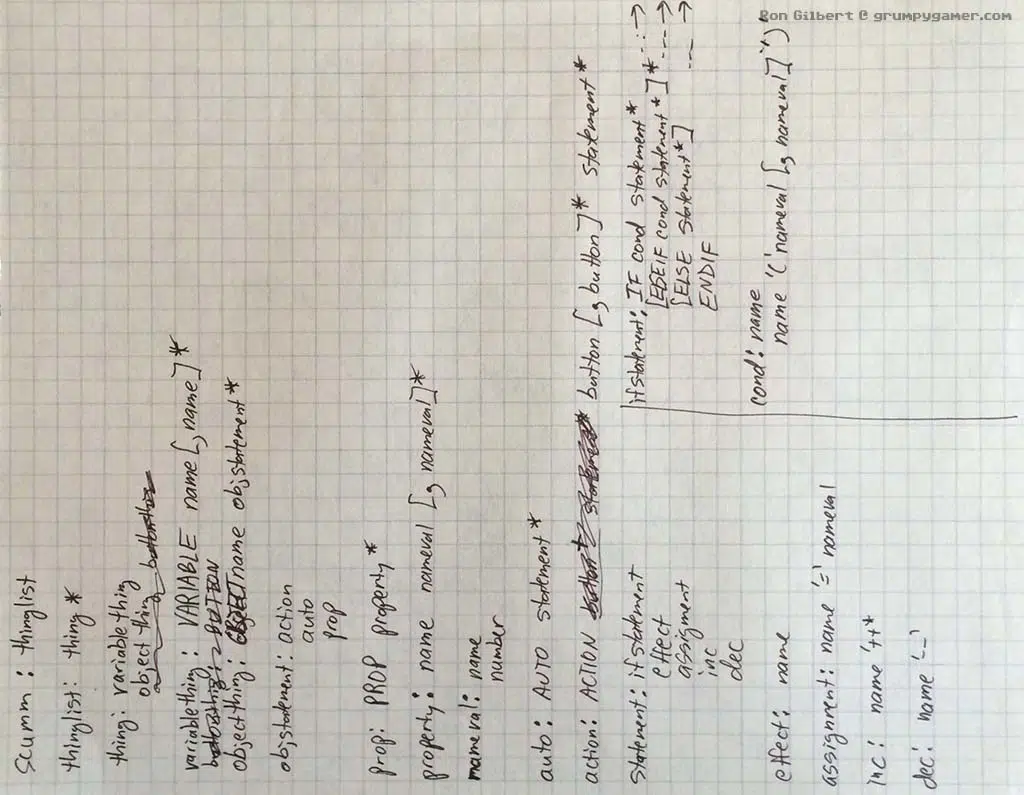 Ron Gilbert @ grumpygamer.com
scumm : thinglist
thinglist: thing *
thing: variablething
object thing
variablething : VARIABLE name [, name] *
objectthing: name objstatement *
objstatement: action
auto
prop
prop: PROP property *
property: name nameval [, nameval] *
nameval: name
number
auto: AUTO statement *
action: ACTION button [, button] * statement *
statement: ifstatement
effect
assignment
inc
dec
effect: name
assignment: name '=' nameval
inc: name '++'
dec: name '--'
ifstatement: IF cond statement *
[ELSEIF cond statement *] *
[ELSE statement *]
ENDIF
cond: name
name '(' nameval [, nameval] * ')'